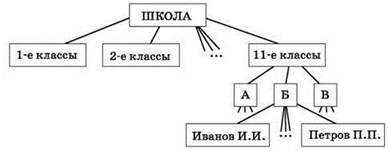 ШКОЛА
1-е классы 2-е классы ... 11-е классы
А Б В
Иванов И.И. ... Петров П.П.